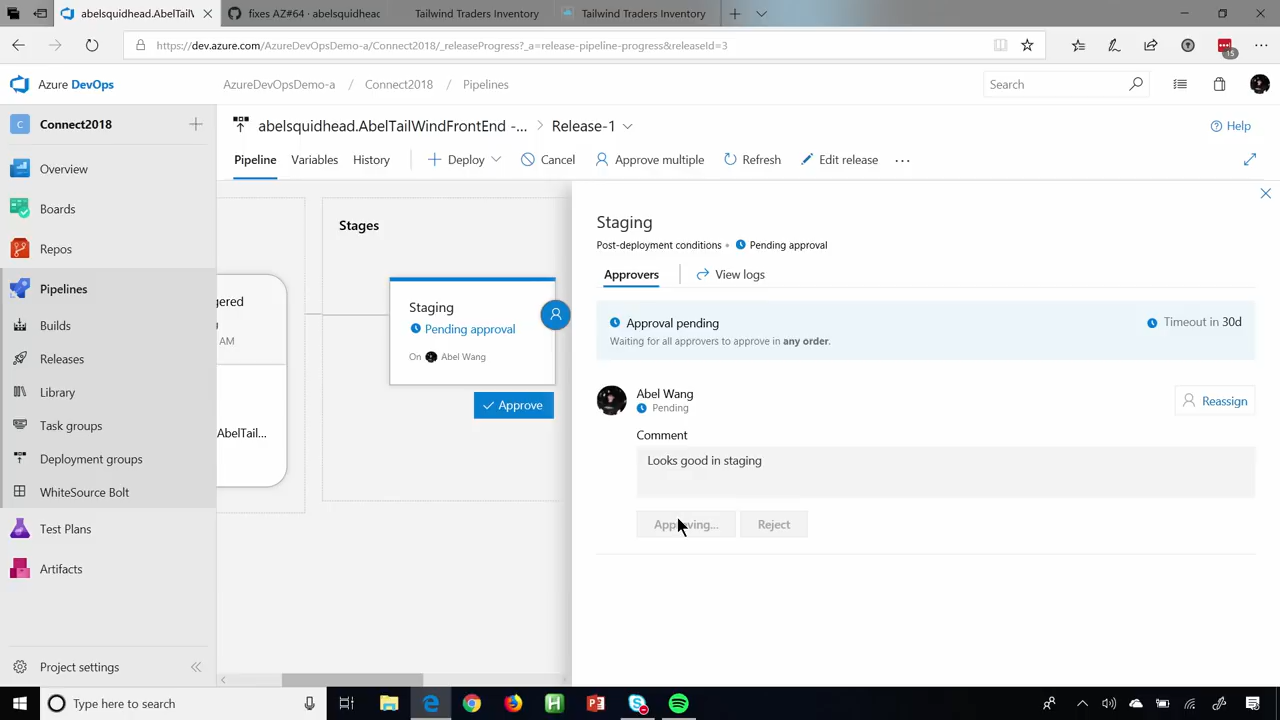 abelsquidhead.AbelTail
fixes AZ#64 · abelsquidhead
Tailwind Traders Inventory
Tailwind Traders Inventory
https://dev.azure.com/AzureDevOpsDemo-a/Connect2018/_releaseProgress?_a=release-pipeline-progress&releaseId=3
15
Azure DevOps
AzureDevOpsDemo-a / Connect2018 / Pipelines
Search
C
Connect2018
abelsquidhead.AbelTailWindFrontEnd -...
Release-1
Help
Pipeline
Variables
History
Deploy
Cancel
Approve multiple
Refresh
Edit release
...
Overview
Boards
Repos
Pipelines
Builds
Releases
Library
Task groups
Deployment groups
WhiteSource Bolt
Test Plans
Artifacts
Project settings
gered
AM
AbelTail...
Stages
Staging
Pending approval
On Abel Wang
Approve
Staging
Post-deployment conditions • Pending approval
Approvers
View logs
Approval pending
Timeout in 30d
Waiting for all approvers to approve in any order.
Abel Wang
Pending
Reassign
Comment
Looks good in staging
Approving...
Reject
Type here to search